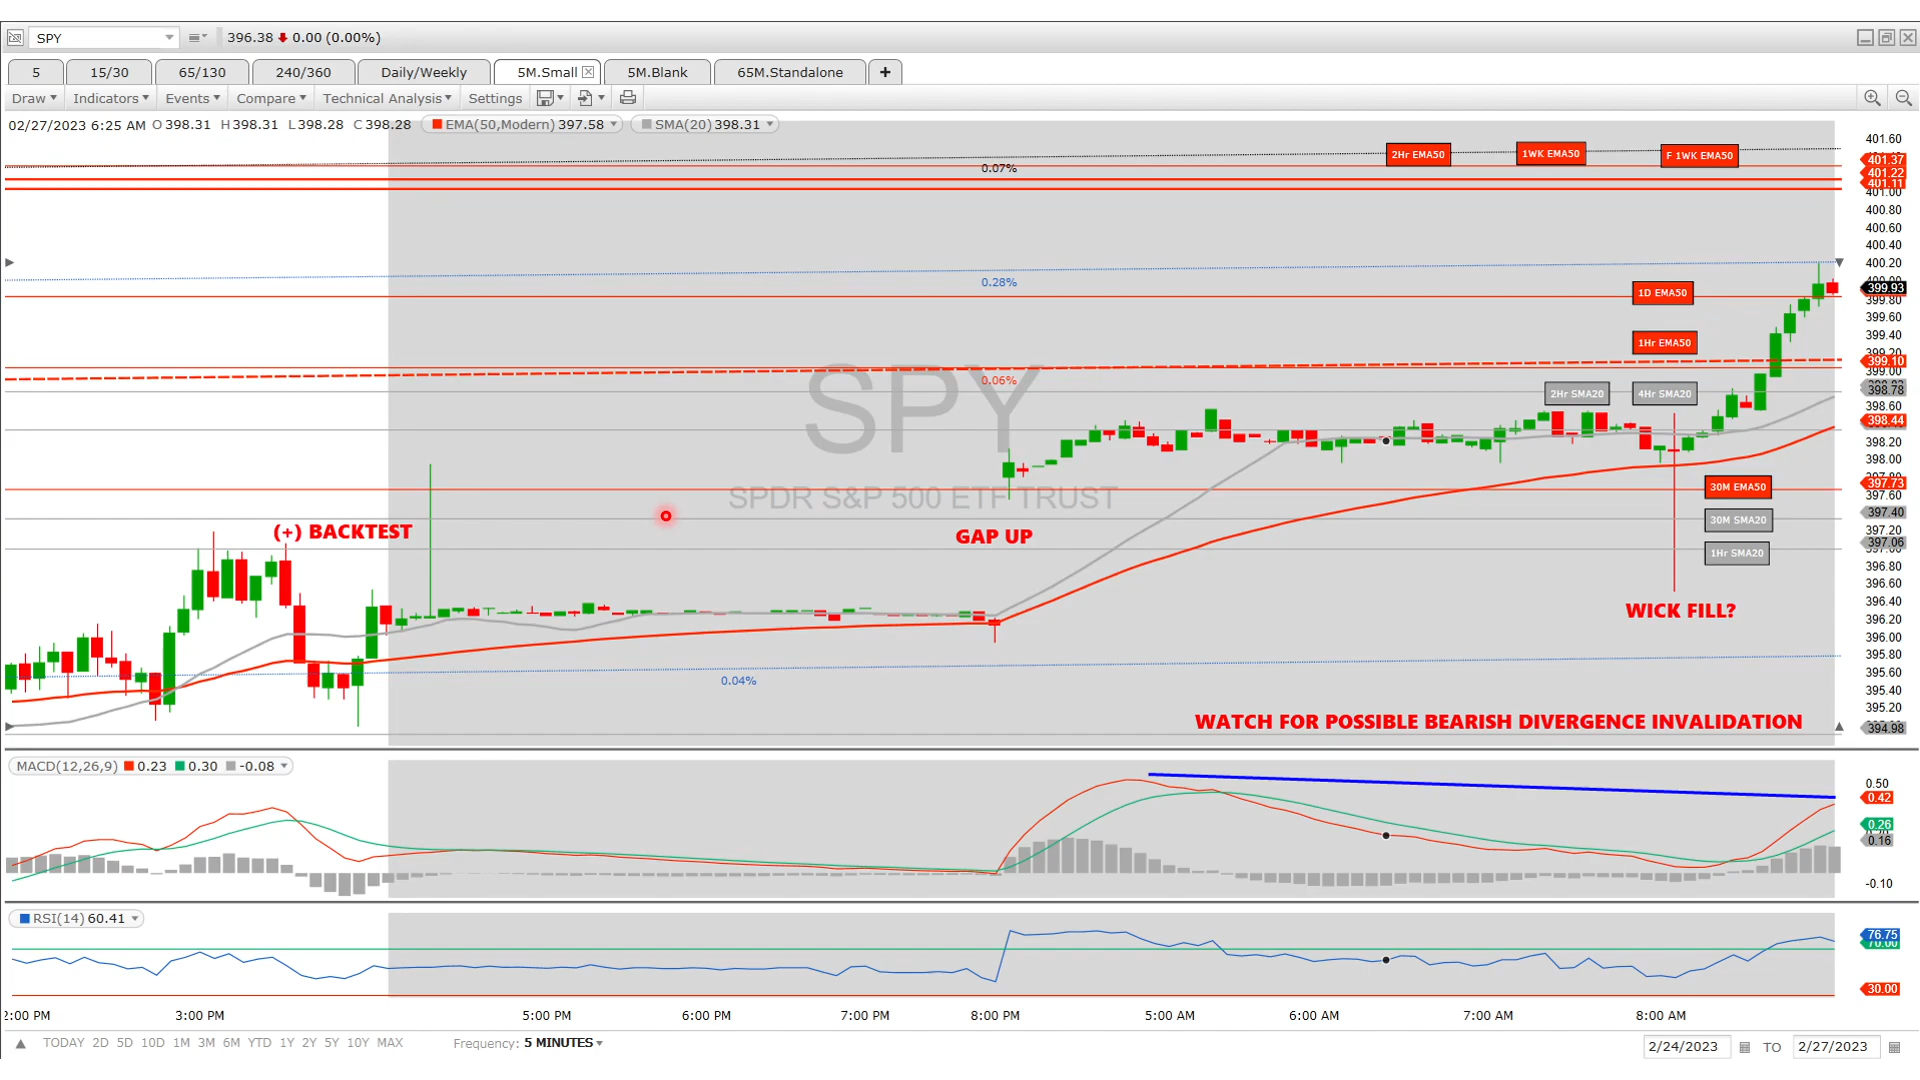 SPY
396.38 0.00 (0.00%)
5 15/30 65/130 240/360 Daily/Weekly 5M.Small 5M.Blank 65M.Standalone +
Draw Indicators Events Compare Technical Analysis Settings
02/27/2023 6:25 AM O 398.31 H 398.31 L 398.28 C 398.28 EMA(50,Modern) 397.58 SMA(20) 398.31
401.60
2Hr EMA50 1WK EMA50 F 1WK EMA50
401.37
0.07%
401.22
401.11
401.00
400.80
400.60
400.40
400.20
0.28%
399.93
1D EMA50
399.80
399.60
399.40
1Hr EMA50
399.20
399.10
399.00
0.06%
398.78
2Hr SMA20 4Hr SMA20
398.60
SPY
398.44
398.20
398.00
397.73
30M EMA50
397.60
SPDR S&P 500 ETF TRUST
397.40
30M SMA20
(+) BACKTEST
GAP UP
397.20
397.06
1Hr SMA20
396.80
396.60
396.40
WICK FILL?
396.20
396.00
395.80
395.60
0.04%
395.40
395.20
WATCH FOR POSSIBLE BEARISH DIVERGENCE INVALIDATION
394.98
MACD(12,26,9) 0.23 0.30 -0.08
0.50
0.42
0.26
0.16
-0.10
RSI(14) 60.41
76.75
70.00
30.00
2:00 PM 3:00 PM 5:00 PM 6:00 PM 7:00 PM 8:00 PM 5:00 AM 6:00 AM 7:00 AM 8:00 AM
TODAY 2D 5D 10D 1M 3M 6M YTD 1Y 2Y 5Y 10Y MAX Frequency: 5 MINUTES 2/24/2023 TO 2/27/2023